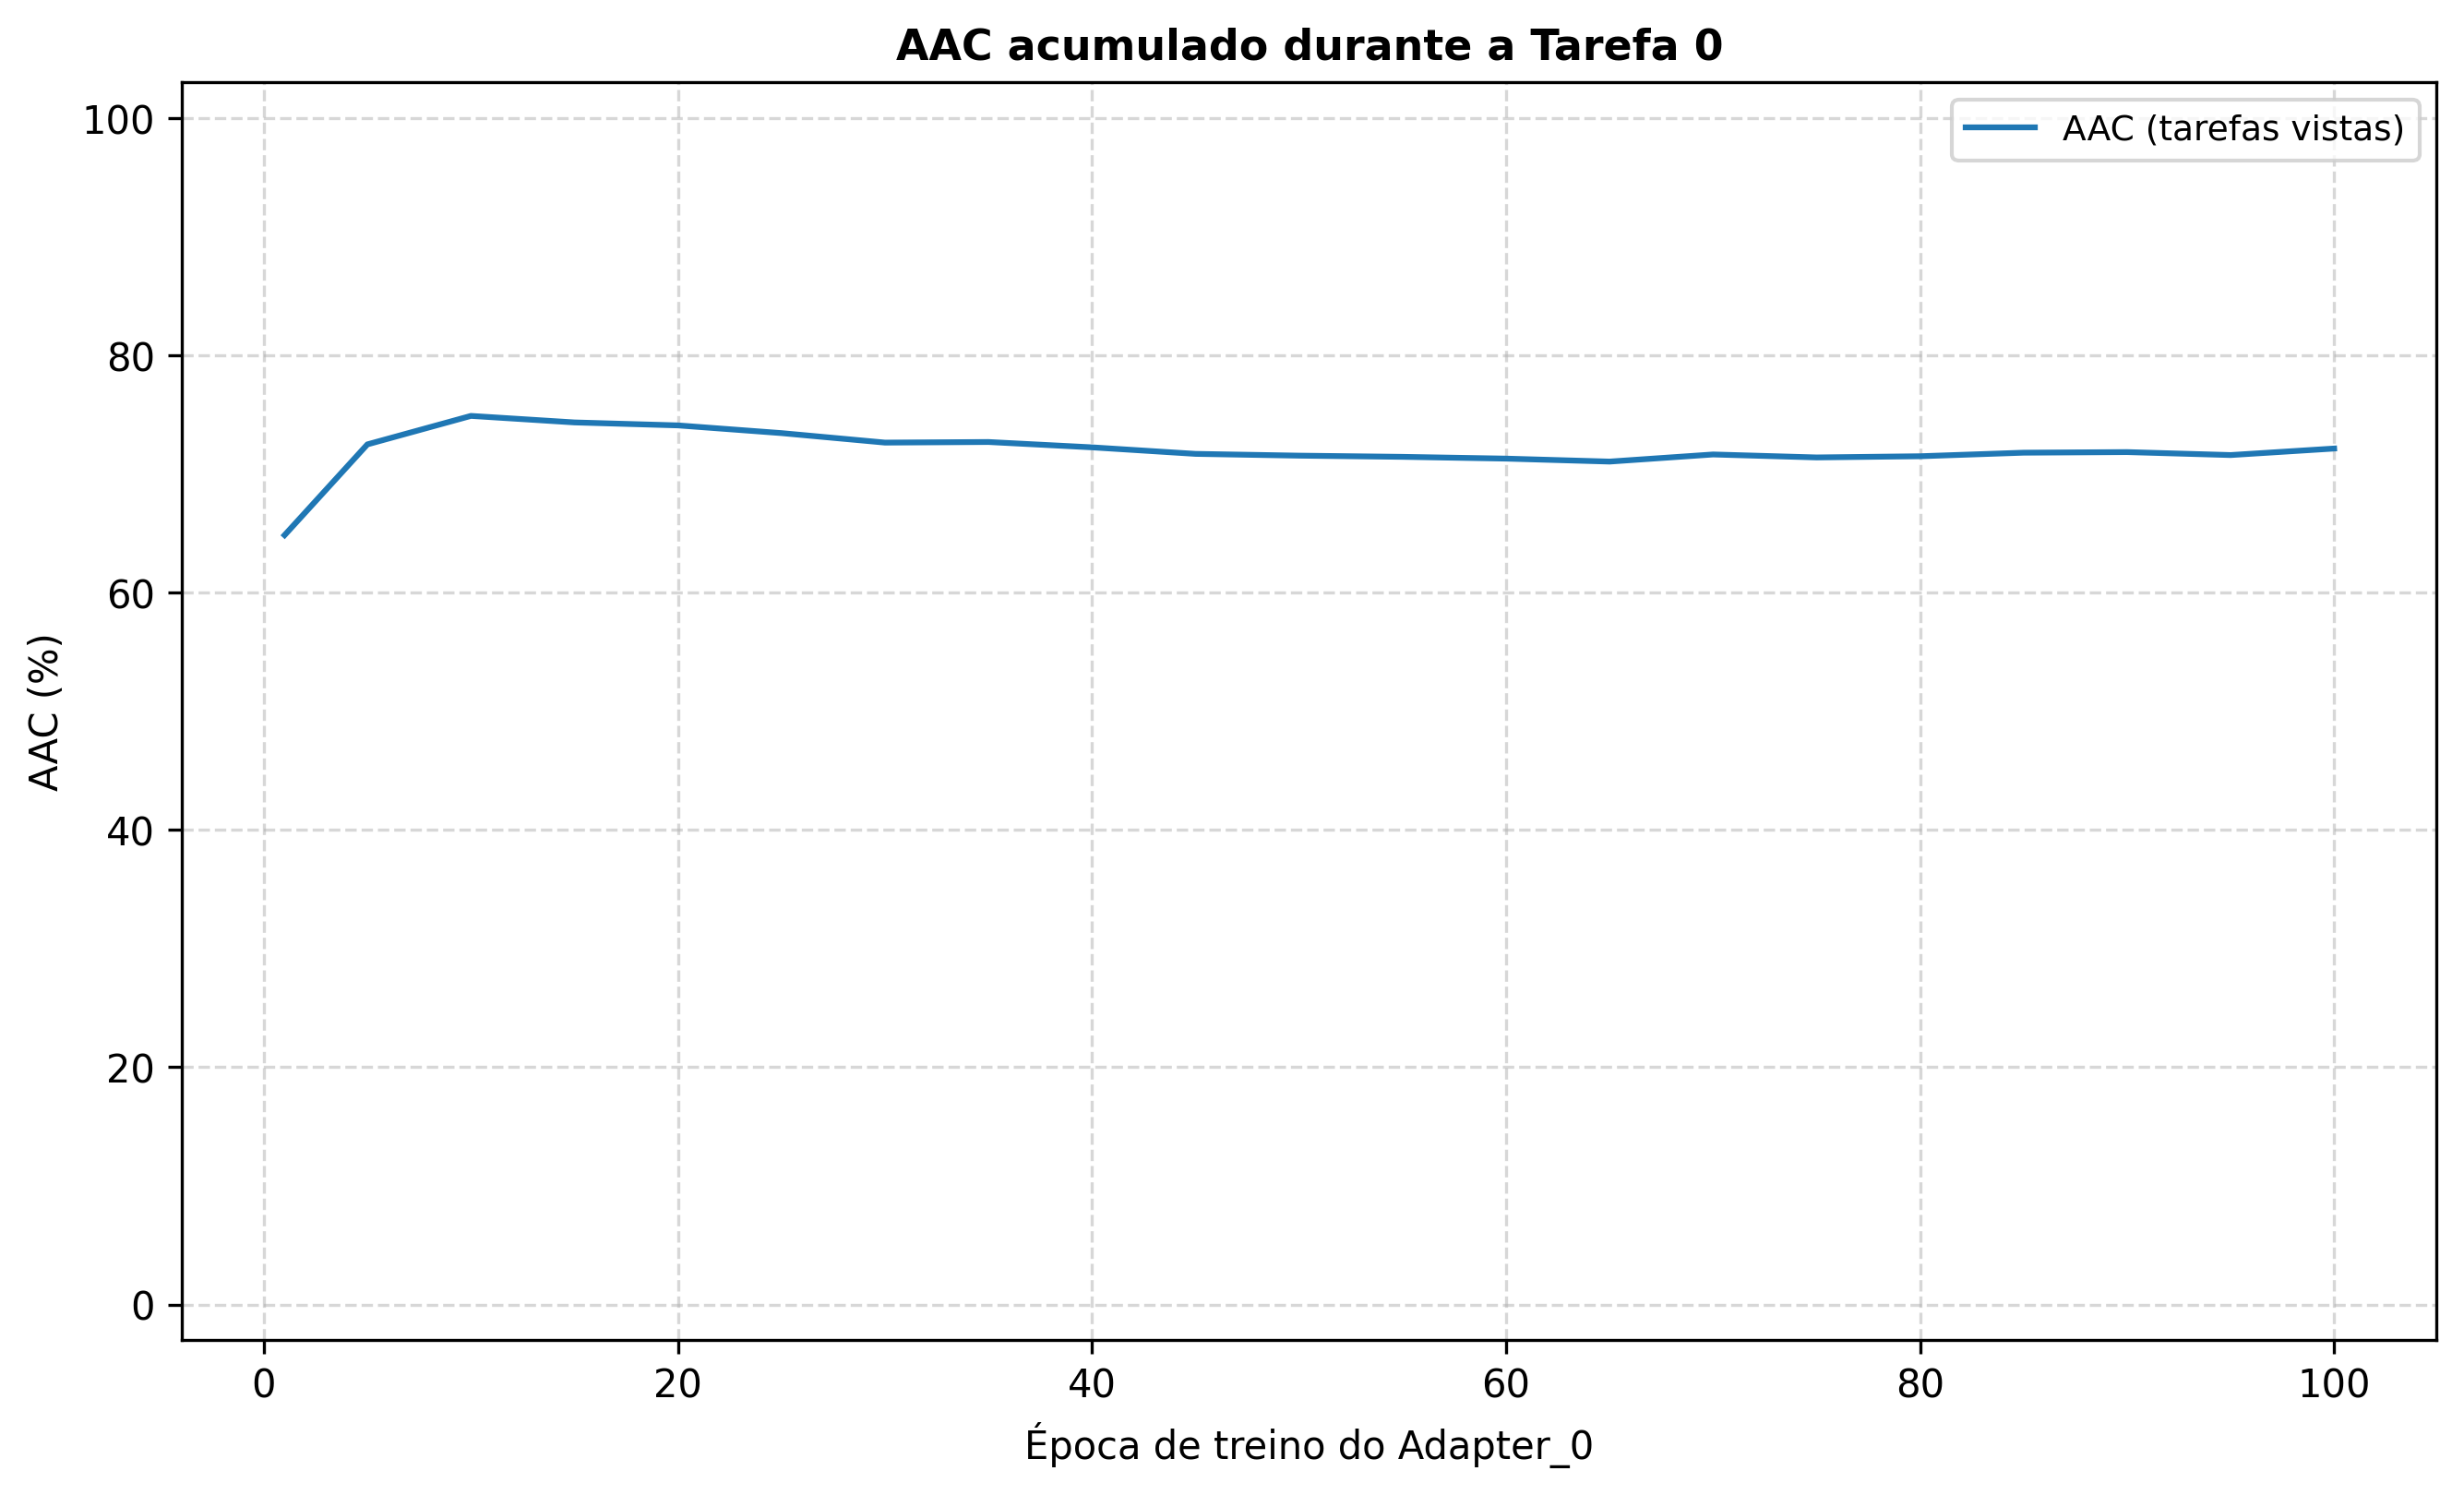 AAC acumulado durante a Tarefa 0
AAC (tarefas vistas)
AAC (%)
100
80
60
40
20
0
0 20 40 60 80 100
Época de treino do Adapter_0